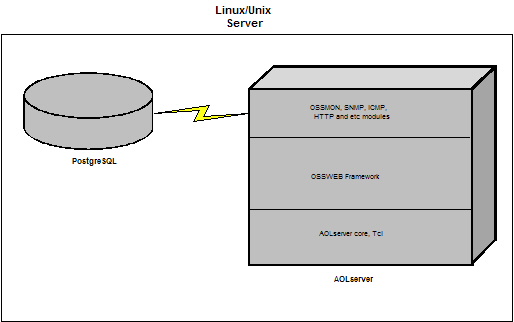 Linux/Unix
Server
OSSMON, SNMP, ICMP,
HTTP and etc modules
PostgreSQL
OSSWEB Framework
AOLserver core, Tcl
AOLserver